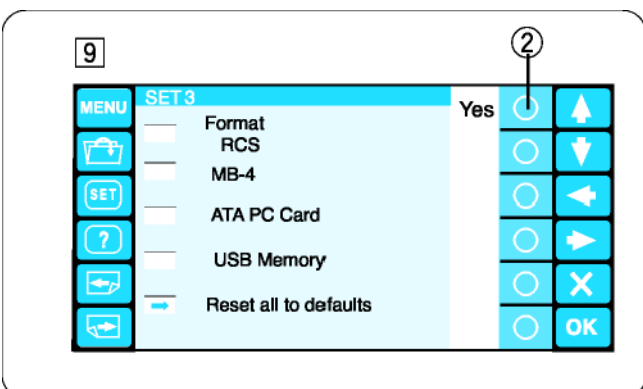 9
②
MENU
SET 3
Yes
Format
RCS
MB-4
SET
ATA PC Card
?
USB Memory
Reset all to defaults
OK